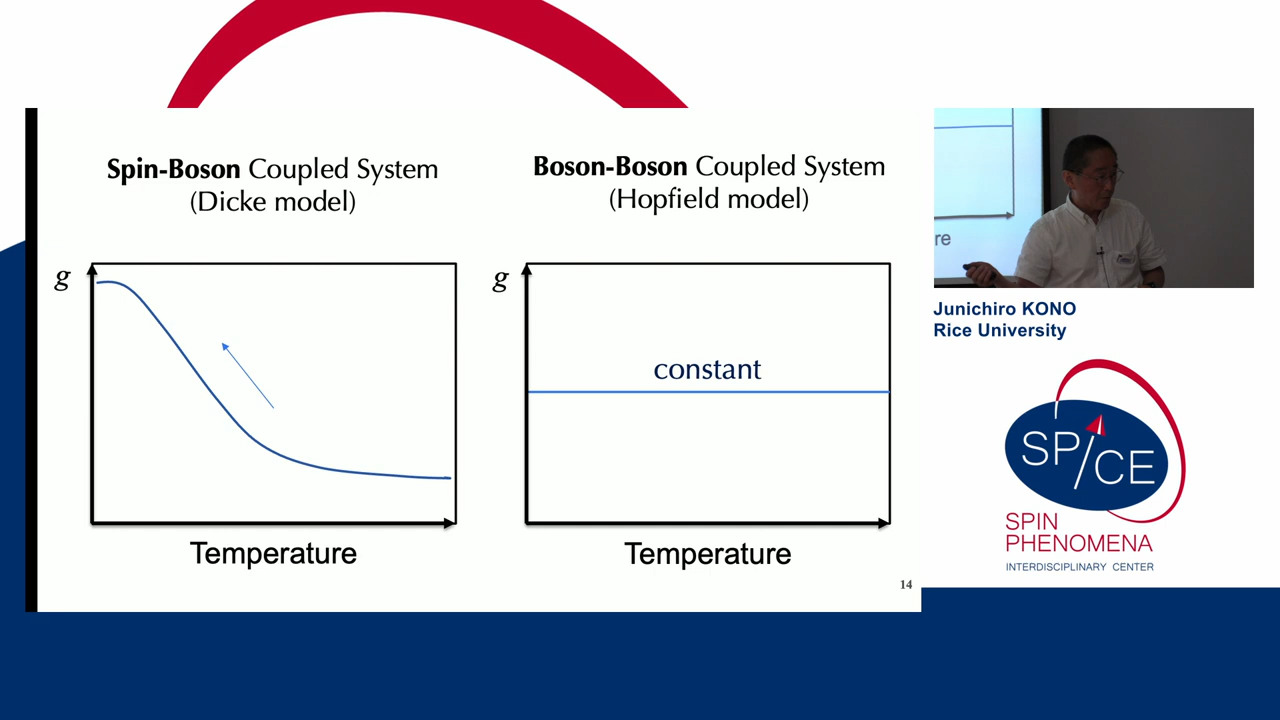 Spin-Boson Coupled System
(Dicke model)
Boson-Boson Coupled System
(Hopfield model)
g
Temperature
g
constant
Temperature
14
re
Junichiro KONO
Rice University
SP/CE
SPIN
PHENOMENA
INTERDISCIPLINARY CENTER